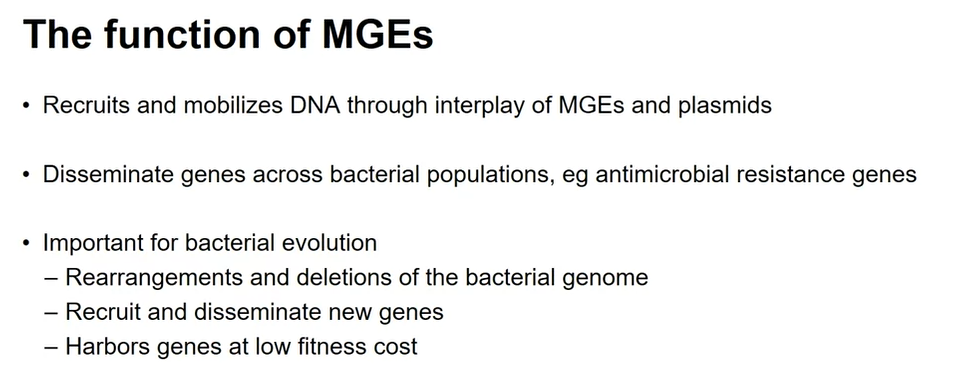 The function of MGEs
• Recruits and mobilizes DNA through interplay of MGEs and plasmids
• Disseminate genes across bacterial populations, eg antimicrobial resistance genes
• Important for bacterial evolution
– Rearrangements and deletions of the bacterial genome
– Recruit and disseminate new genes
– Harbors genes at low fitness cost